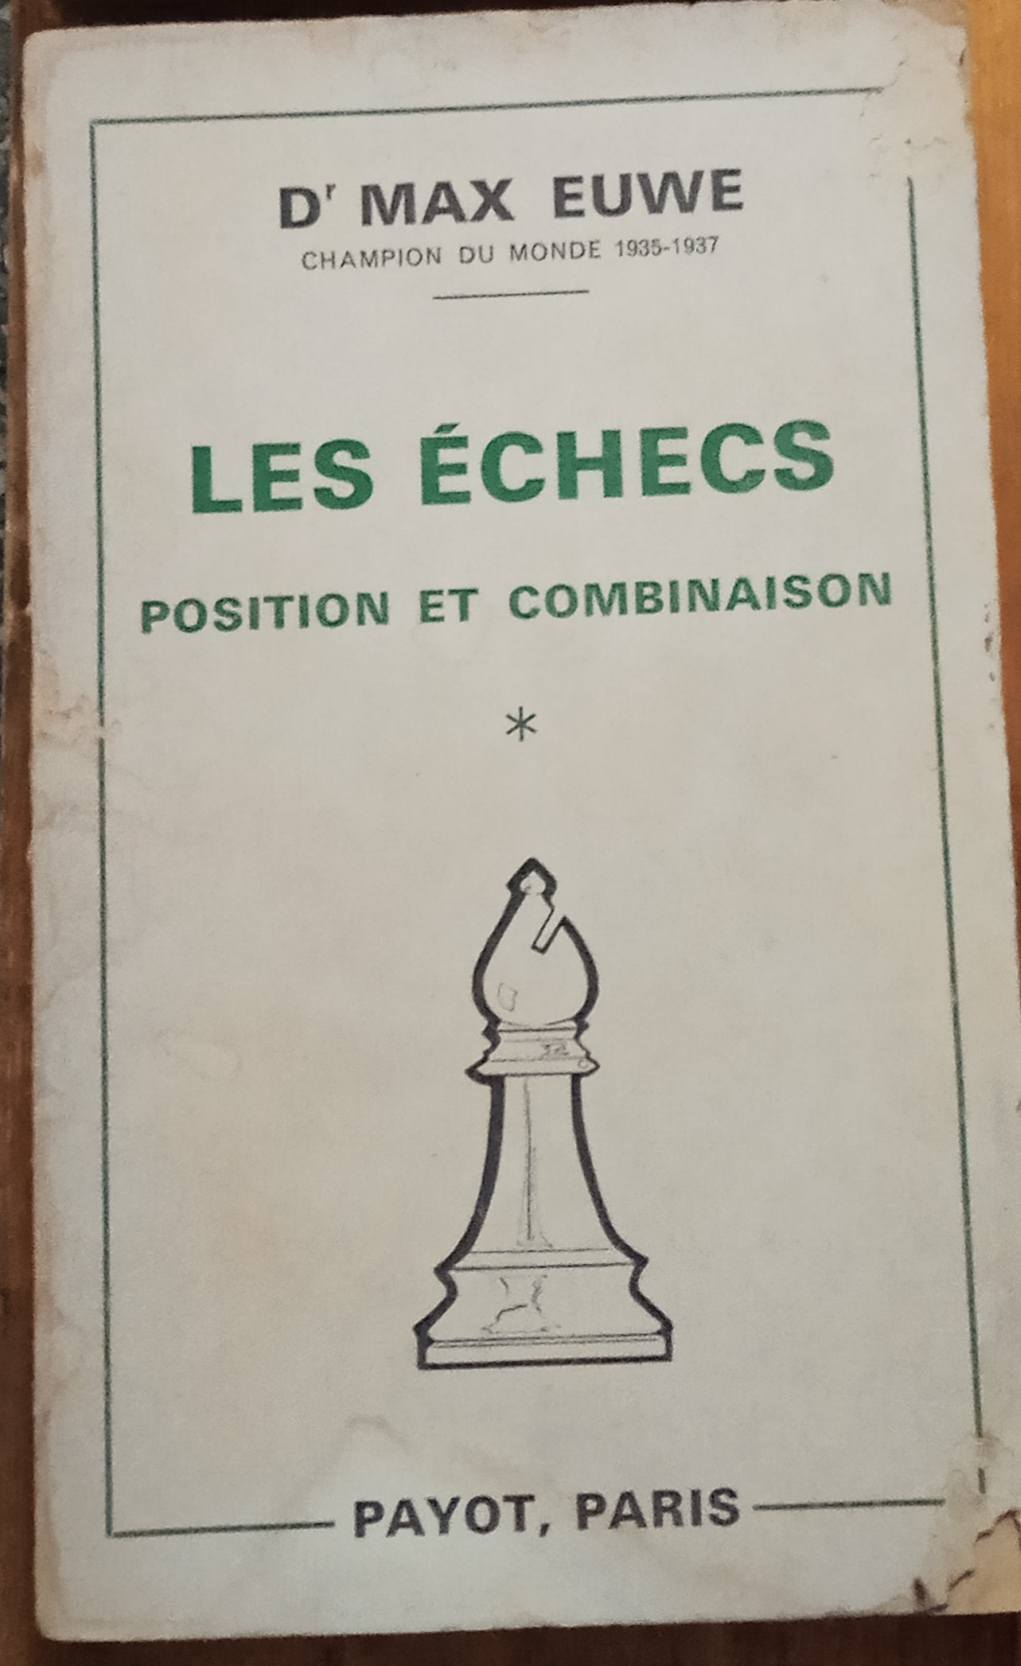 Dʳ MAX EUWE
CHAMPION DU MONDE 1935-1937
LES ÉCHECS
POSITION ET COMBINAISON
*
PAYOT, PARIS